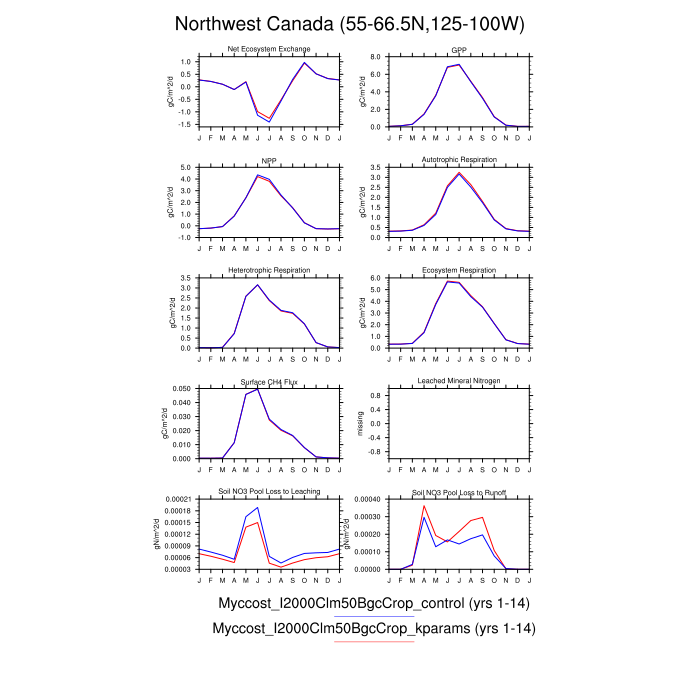 Northwest Canada (55-66.5N,125-100W)
Net Ecosystem Exchange
gC/m^2/d
1.0
0.5
0.0
-0.5
-1.0
-1.5
J F M A M J J A S O N D J
GPP
gC/m^2/d
8.0
6.0
4.0
2.0
0.0
J F M A M J J A S O N D J
NPP
gC/m^2/d
5.0
4.0
3.0
2.0
1.0
0.0
-1.0
J F M A M J J A S O N D J
Autotrophic Respiration
gC/m^2/d
3.5
3.0
2.5
2.0
1.5
1.0
0.5
0.0
J F M A M J J A S O N D J
Heterotrophic Respiration
gC/m^2/d
3.5
3.0
2.5
2.0
1.5
1.0
0.5
0.0
J F M A M J J A S O N D J
Ecosystem Respiration
gC/m^2/d
6.0
5.0
4.0
3.0
2.0
1.0
0.0
J F M A M J J A S O N D J
Surface CH4 Flux
gC/m^2/d
0.050
0.040
0.030
0.020
0.010
0.000
J F M A M J J A S O N D J
Leached Mineral Nitrogen
missing
0.8
0.4
0.0
-0.4
-0.8
J F M A M J J A S O N D J
Soil NO3 Pool Loss to Leaching
gN/m^2/d
0.00021
0.00018
0.00015
0.00012
0.00009
0.00006
0.00003
J F M A M J J A S O N D J
Soil NO3 Pool Loss to Runoff
gN/m^2/d
0.00040
0.00030
0.00020
0.00010
0.00000
J F M A M J J A S O N D J
Myccost_I2000Clm50BgcCrop_control (yrs 1-14)
Myccost_I2000Clm50BgcCrop_kparams (yrs 1-14)